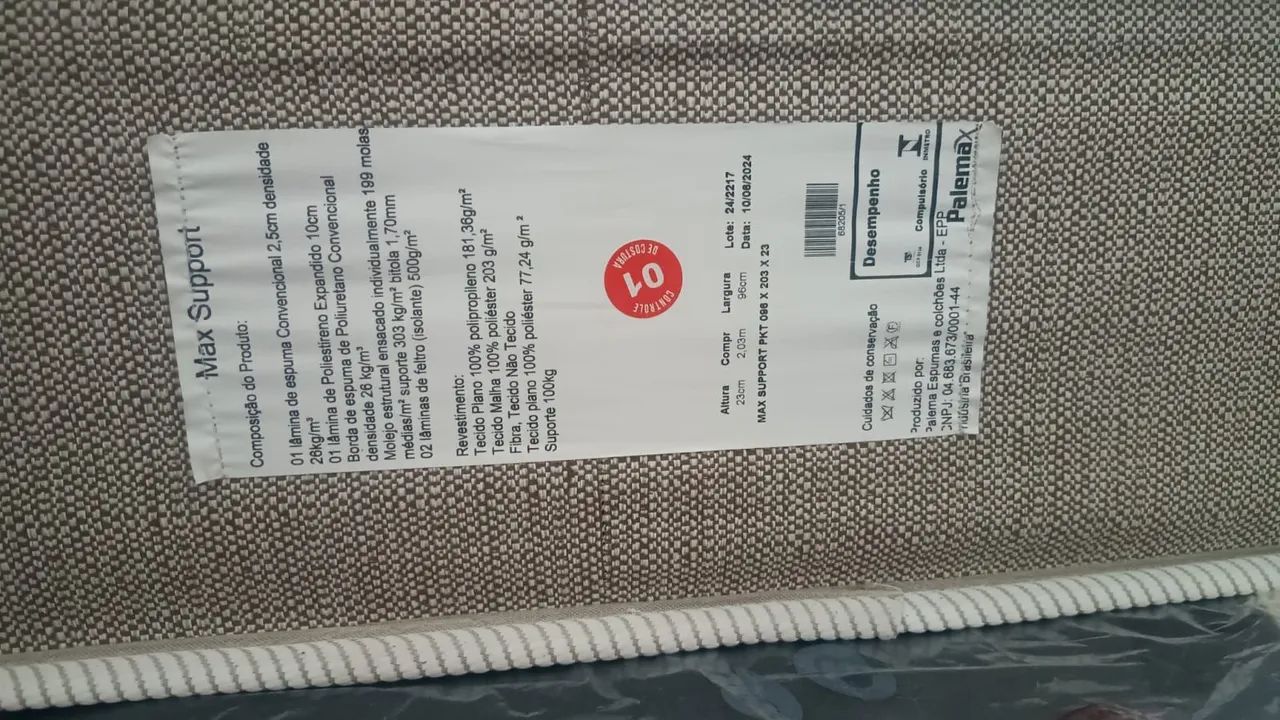 Max Support
Composição do Produto:
01 lâmina de espuma Convencional 2,5cm densidade
26kg/m³
01 lâmina de Poliestireno Expandido 10cm
Borda de espuma de Poliuretano Convencional
densidade 26 kg/m³
Molejo estrutural ensacado individualmente 199 molas
médias/m² suporte 303 kg/m² bitola 1,70mm
02 lâminas de feltro (isolante) 500g/m²
Revestimento:
Tecido Plano 100% polipropileno 181,36g/m²
Tecido Malha 100% poliéster 203 g/m²
Fibra, Tecido Não Tecido
Tecido plano 100% poliéster 77,24 g/m²
Suporte 100kg
CONTROLE
01
DE COSTURA
Altura Compr Largura Lote: 24/2217
23cm 2,03m 96cm Data: 10/08/2024
MAX SUPPORT PKT 096 X 203 X 23
68205/1
Cuidados de conservação
Desempenho
Compulsório
INMETRO
Produzido por:
Palema Espumas e colchões Ltda - EPP
CNPJ: 04.683.673/0001-44
Indústria Brasileira
Palemax